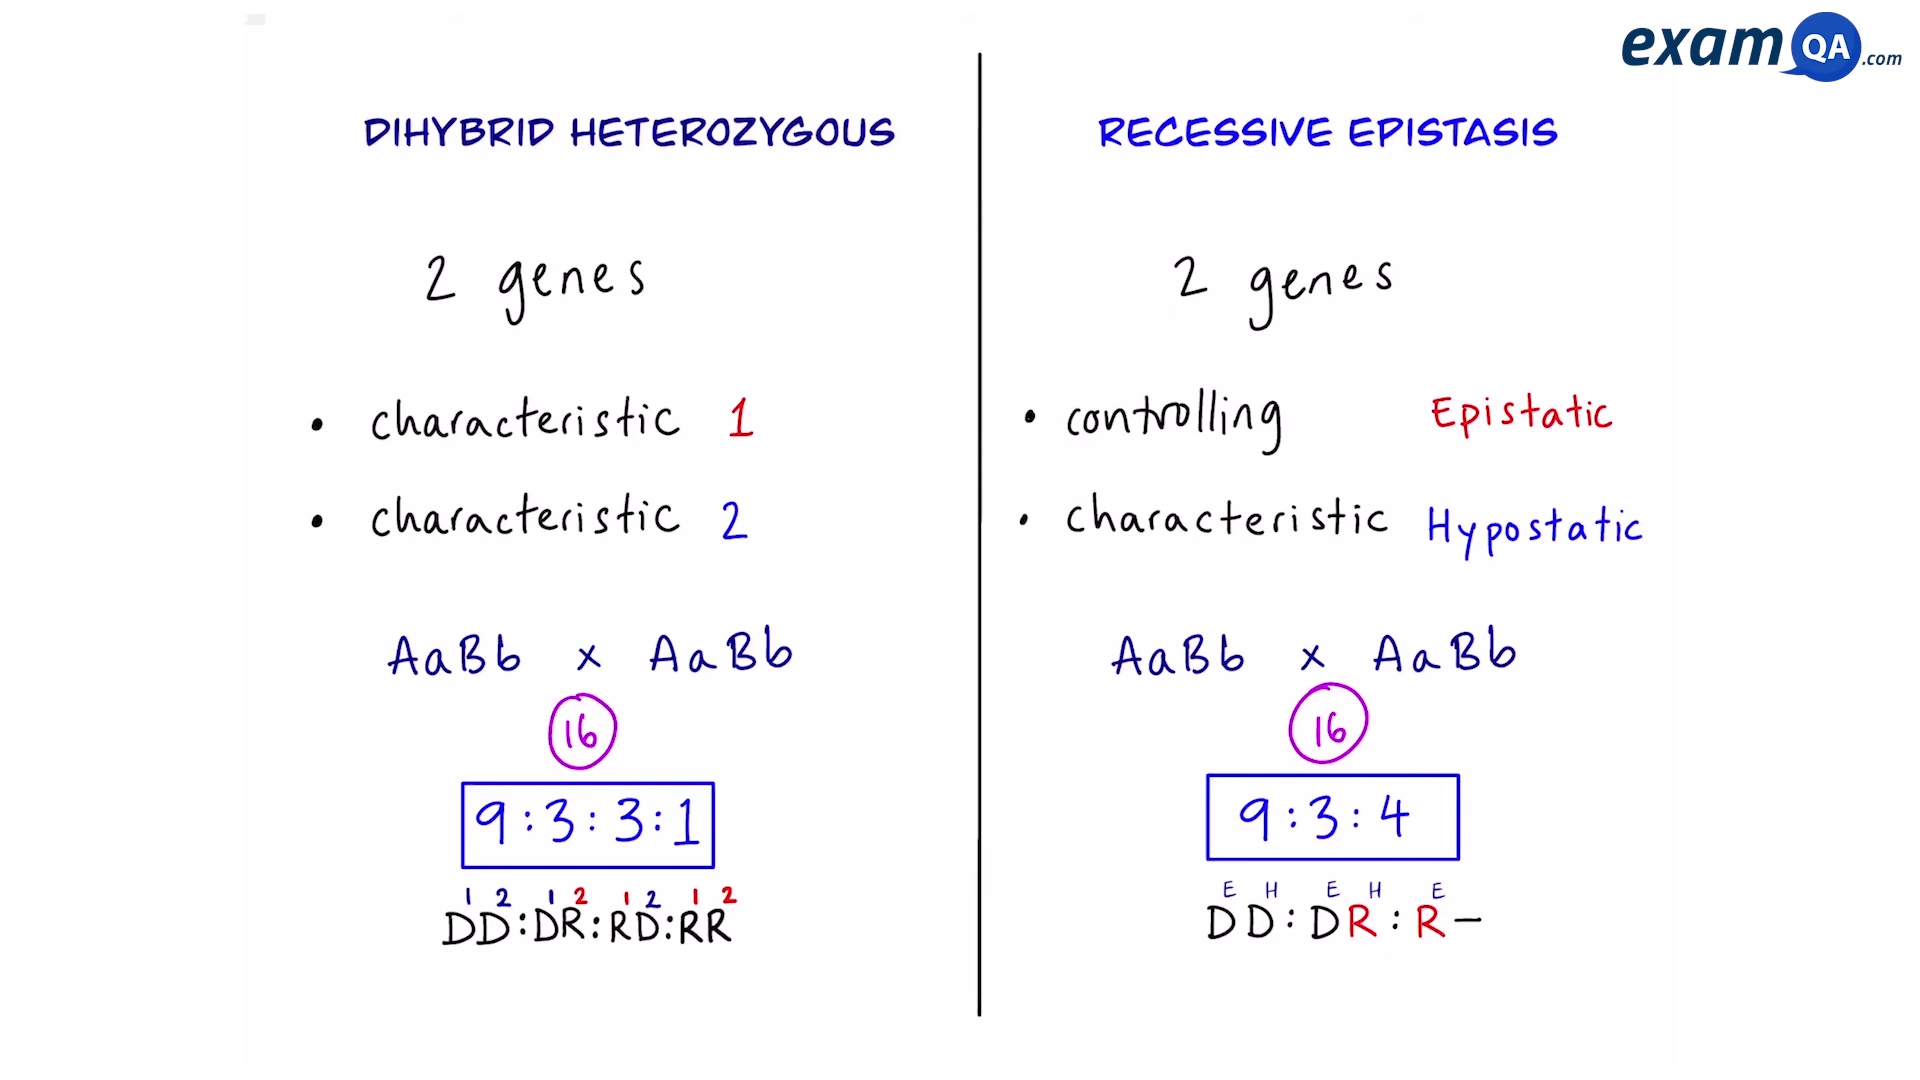 examQA.com
DIHYBRID HETEROZYGOUS
2 genes
• characteristic 1
• characteristic 2
AaBb x AaBb
16
9:3:3:1
1 2 1 2 1 2 1 2
DD:DR:RD:RR
RECESSIVE EPISTASIS
2 genes
• controlling Epistatic
• characteristic Hypostatic
AaBb x AaBb
16
9:3:4
E H E H E
DD:DR:R–